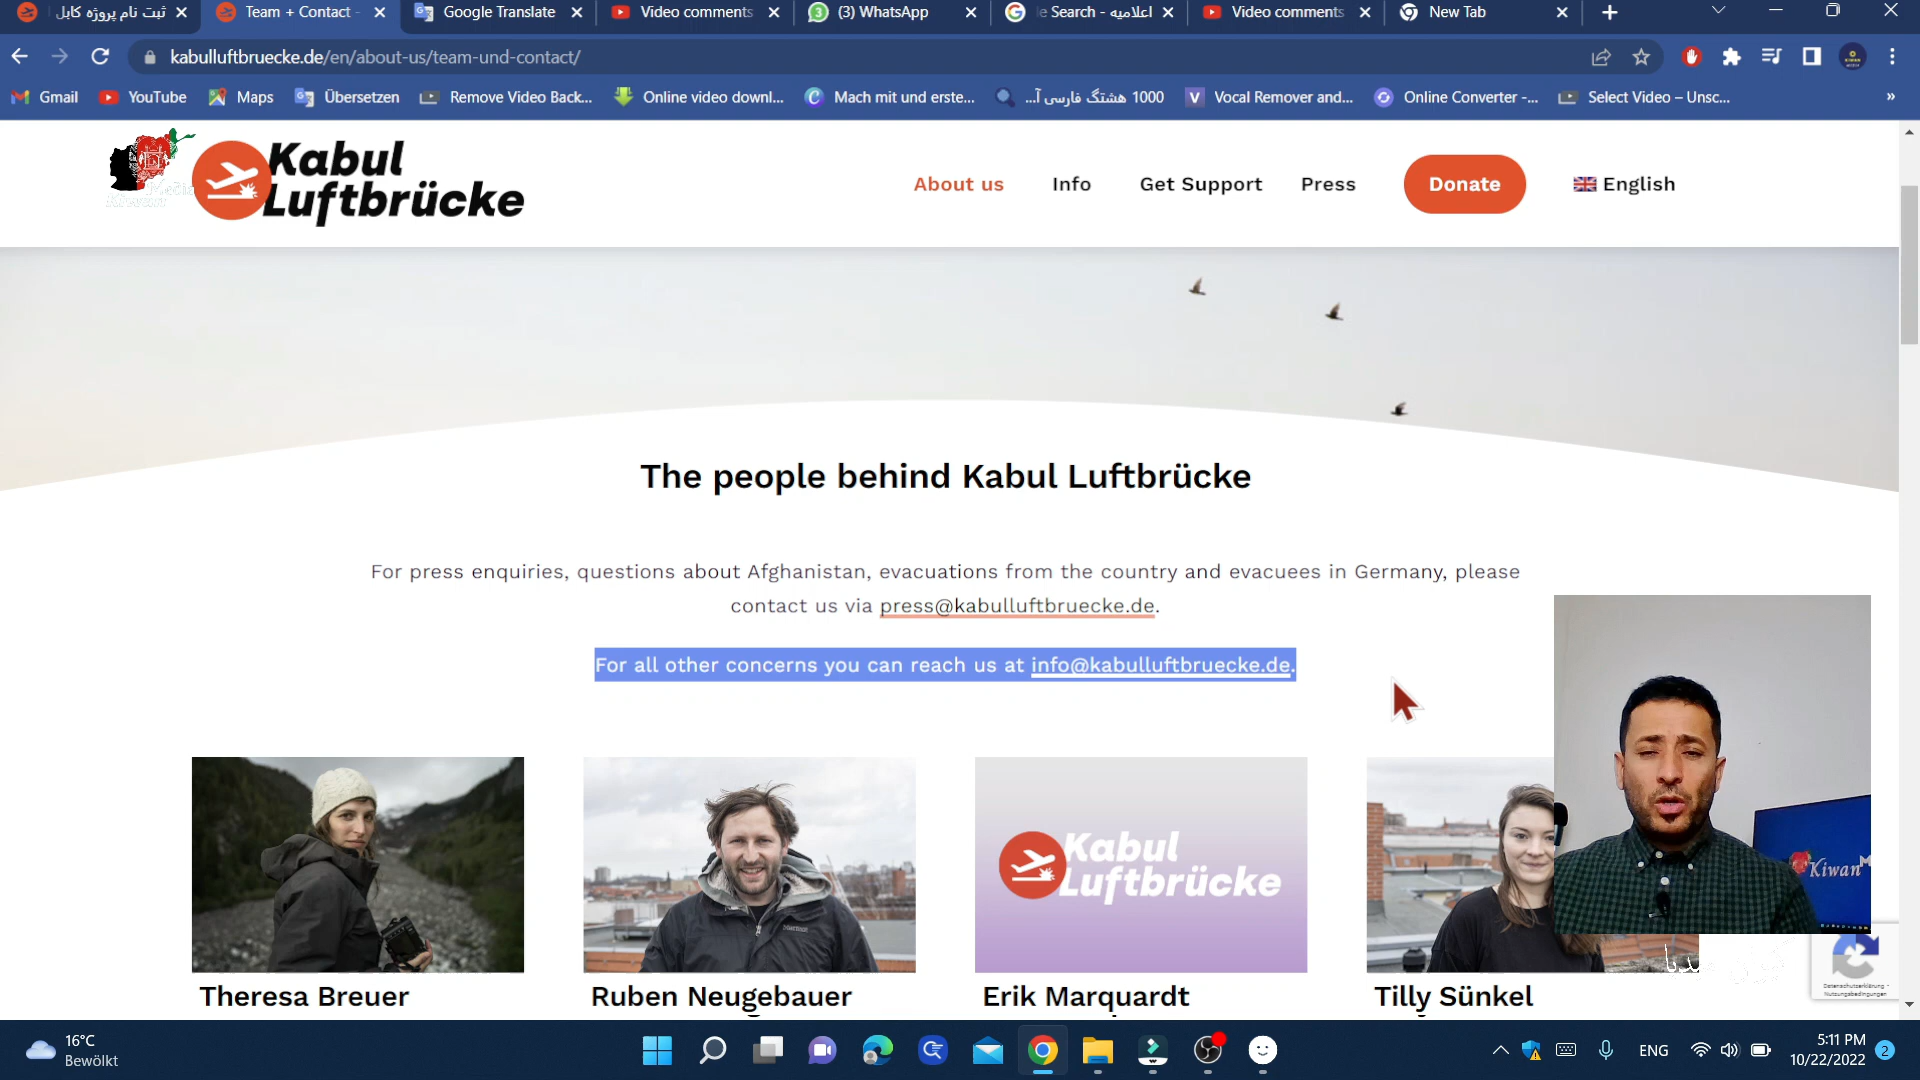 ثبت نام پروژه کابل
Team + Contact -
Google Translate
Video comments
(3) WhatsApp
e Search - اعلامیه
Video comments
New Tab
kabulluftbruecke.de/en/about-us/team-und-contact/
Gmail
YouTube
Maps
Übersetzen
Remove Video Back...
Online video downl...
Mach mit und erste...
1000 هشتگ فارسی آ...
Vocal Remover and...
Online Converter -...
Select Video – Unsc...
Kabul
Luftbrücke
Media
Kiwan
About us
Info
Get Support
Press
Donate
English
The people behind Kabul Luftbrücke
For press enquiries, questions about Afghanistan, evacuations from the country and evacuees in Germany, please
contact us via press@kabulluftbruecke.de.
For all other concerns you can reach us at info@kabulluftbruecke.de.
Kabul
Luftbrücke
Kiwan M
Theresa Breuer
Ruben Neugebauer
Erik Marquardt
Tilly Sünkel
Datenschutzerklärung -
Nutzungsbedingungen
16°C
Bewölkt
ENG
5:11 PM
10/22/2022
2